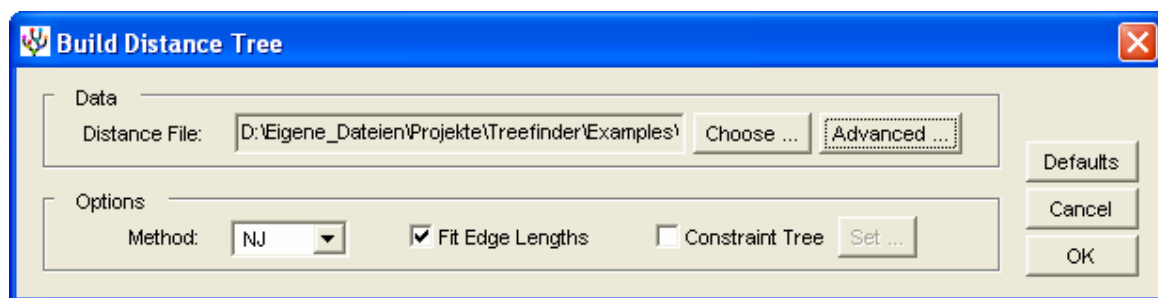 Build Distance Tree
Data
Distance File: D:\Eigene_Dateien\Projekte\Treefinder\Examples\ Choose ... Advanced ...
Defaults
Options
Cancel
Method: NJ Fit Edge Lengths Constraint Tree Set ...
OK